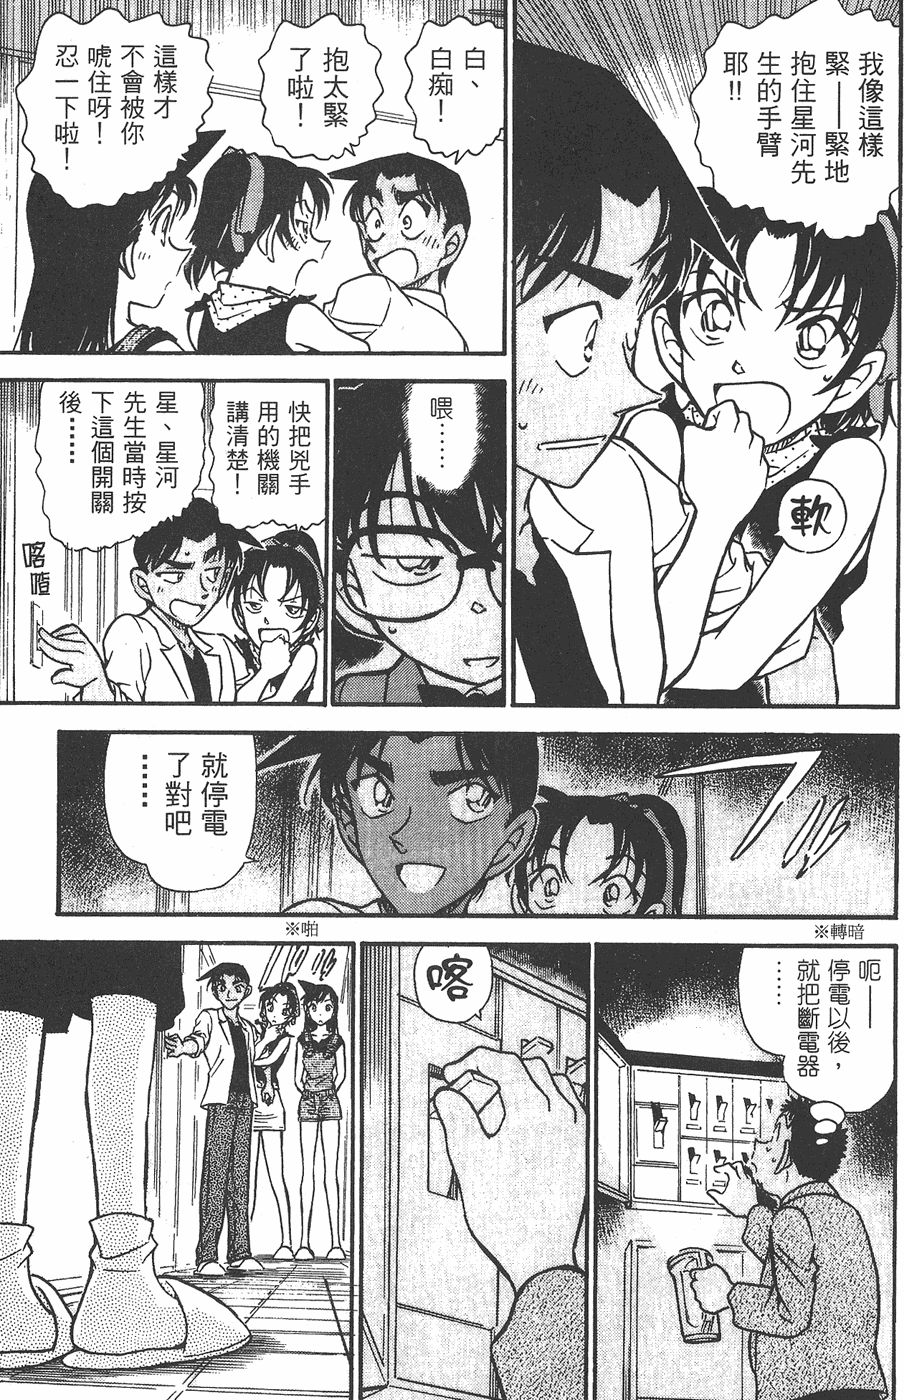 我像這樣
緊——緊地
抱住星河先
生的手臂
耶!!
軟
白、
白痴！
抱太緊
了啦！
這樣才
不會被你
唬住呀！
忍一下啦！
喂……
快把兇手
用的機關
講清楚！
星、星河
先生當時按
下這個開關
後……
喀喳
就停電
了對吧
……
※轉暗
※啪
呃——
停電以後，
就把斷電器
……
喀